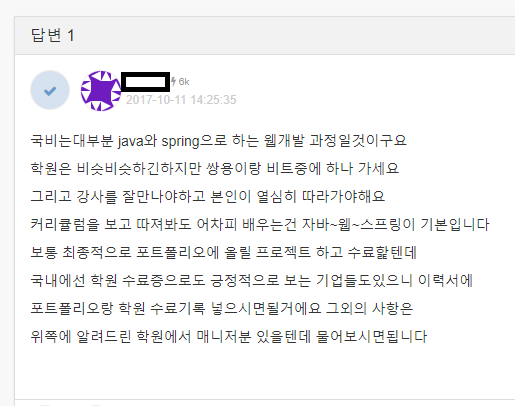 답변 1
6k
2017-10-11 14:25:35
국비는대부분 java와 spring으로 하는 웹개발 과정일것이구요
학원은 비슷비슷하긴하지만 쌍용이랑 비트중에 하나 가세요
그리고 강사를 잘만나야하고 본인이 열심히 따라가야해요
커리큘럼을 보고 따져봐도 어차피 배우는건 자바~웹~스프링이 기본입니다
보통 최종적으로 포트폴리오에 올릴 프로젝트 하고 수료핥텐데
국내에선 학원 수료증으로도 긍정적으로 보는 기업들도있으니 이력서에
포트폴리오랑 학원 수료기록 넣으시면될거에요 그외의 사항은
위쪽에 알려드린 학원에서 매니저분 있을텐데 물어보시면됩니다